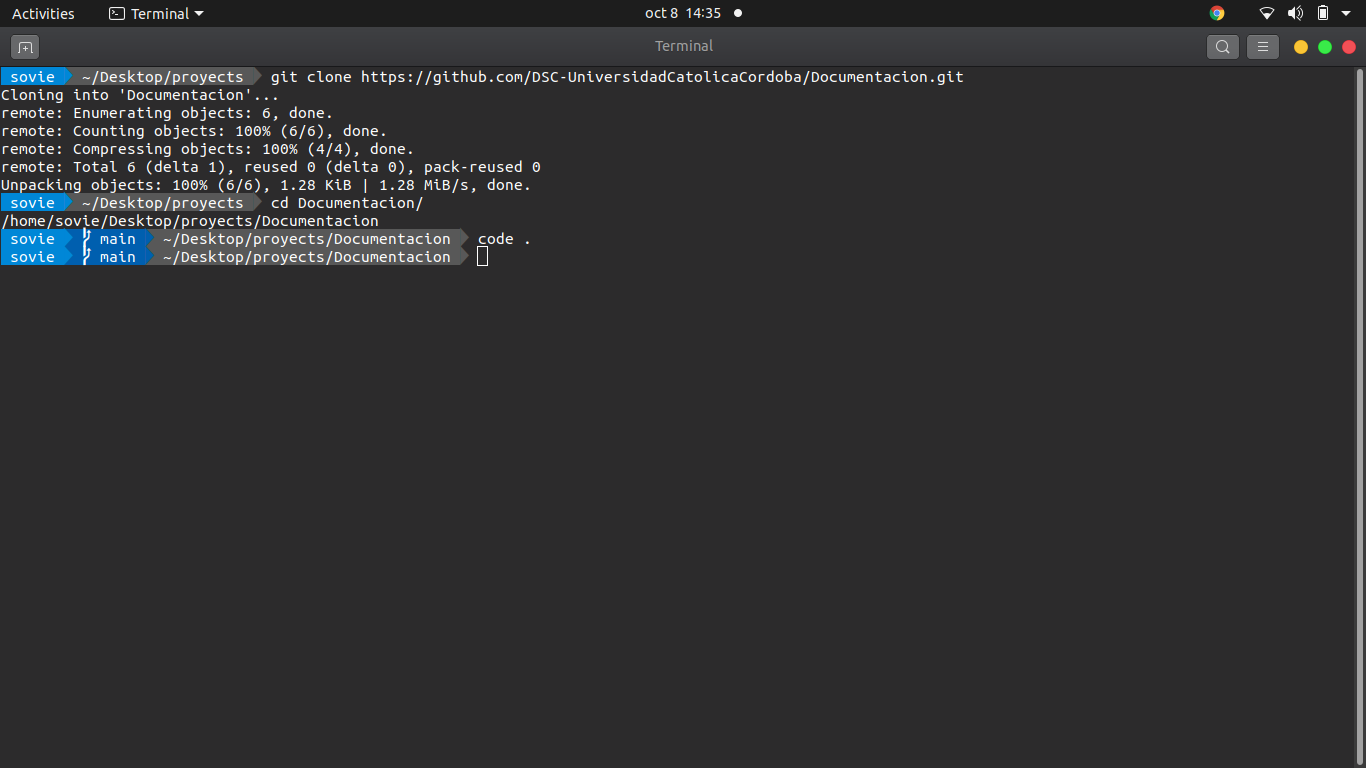 Activities Terminal oct 8 14:35
Terminal
sovie ~/Desktop/proyects git clone https://github.com/DSC-UniversidadCatolicaCordoba/Documentacion.git
Cloning into 'Documentacion'...
remote: Enumerating objects: 6, done.
remote: Counting objects: 100% (6/6), done.
remote: Compressing objects: 100% (4/4), done.
remote: Total 6 (delta 1), reused 0 (delta 0), pack-reused 0
Unpacking objects: 100% (6/6), 1.28 KiB | 1.28 MiB/s, done.
sovie ~/Desktop/proyects cd Documentacion/
/home/sovie/Desktop/proyects/Documentacion
sovie main ~/Desktop/proyects/Documentacion code .
sovie main ~/Desktop/proyects/Documentacion